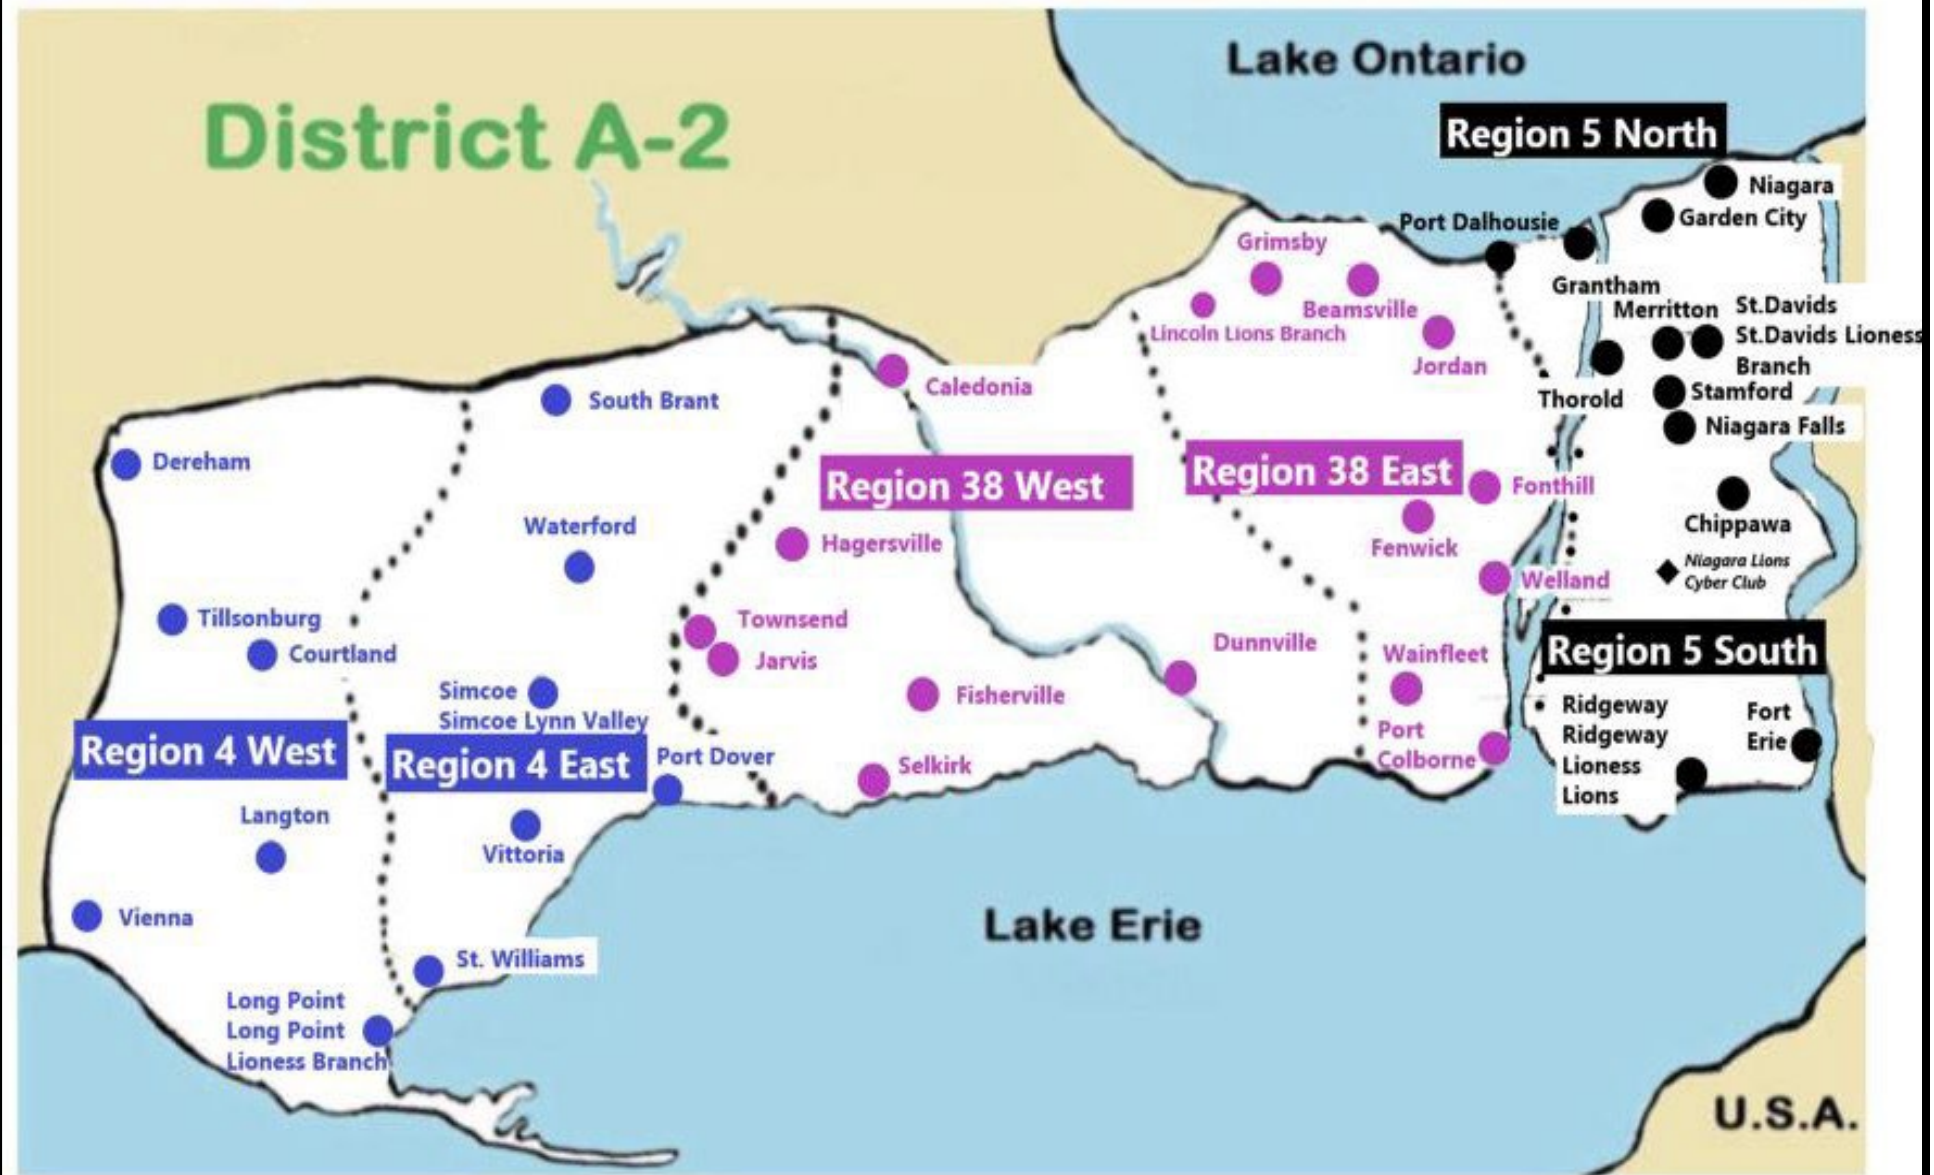 Lake Ontario
District A-2
Region 5 North
Niagara
Garden City
Port Dalhousie
Grimsby
Grantham
Beamsville
Merritton
St.Davids
St.Davids Lioness
Branch
Lincoln Lions Branch
Jordan
Thorold
Stamford
Niagara Falls
Caledonia
South Brant
Dereham
Region 38 West
Region 38 East
Fonthill
Chippawa
Waterford
Hagersville
Fenwick
Niagara Lions
Cyber Club
Welland
Tillsonburg
Courtland
Townsend
Jarvis
Dunnville
Wainfleet
Region 5 South
Simcoe
Simcoe Lynn Valley
Fisherville
Ridgeway
Ridgeway
Lioness
Lions
Fort
Erie
Port
Colborne
Region 4 West
Region 4 East
Port Dover
Selkirk
Langton
Vittoria
Vienna
Lake Erie
St. Williams
Long Point
Long Point
Lioness Branch
U.S.A.